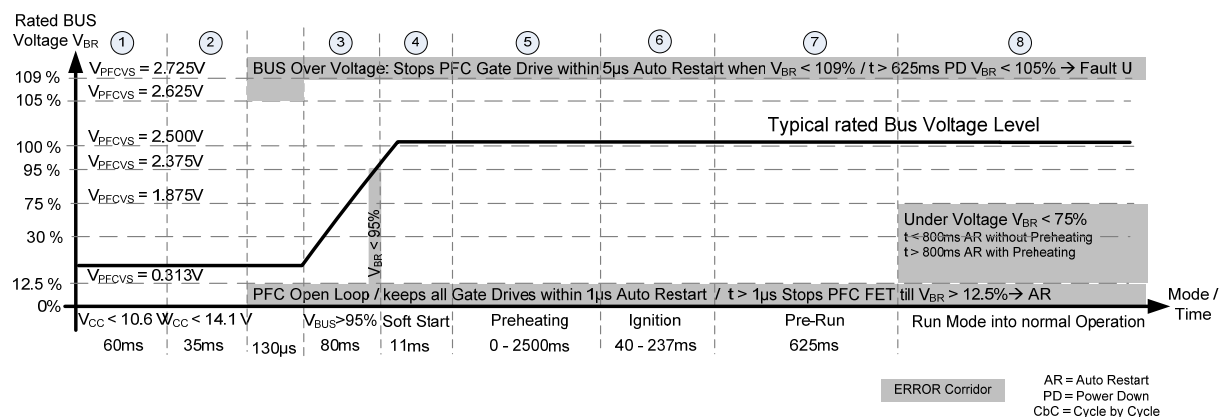 Rated BUS
Voltage VBR
1 2 3 4 5 6 7 8
VPFCVS = 2.725V
BUS Over Voltage: Stops PFC Gate Drive within 5µs Auto Restart when VBR < 109% / t > 625ms PD VBR < 105% → Fault U
109 %
VPFCVS = 2.625V
105 %
Typical rated Bus Voltage Level
VPFCVS = 2.500V
100 %
VPFCVS = 2.375V
95 %
VPFCVS = 1.875V
75 %
VBR < 95%
Under Voltage VBR < 75%
t < 800ms AR without Preheating
t > 800ms AR with Preheating
30 %
VPFCVS = 0.313V
12.5 %
PFC Open Loop / keeps all Gate Drives within 1µs Auto Restart / t > 1µs Stops PFC FET till VBR > 12.5% → AR
0%
Mode /
Time
VCC < 10.6 V VCC < 14.1 V VBUS>95% Soft Start Preheating Ignition Pre-Run Run Mode into normal Operation
60ms 35ms 130µs 80ms 11ms 0 - 2500ms 40 - 237ms 625ms
ERROR Corridor
AR = Auto Restart
PD = Power Down
CbC = Cycle by Cycle